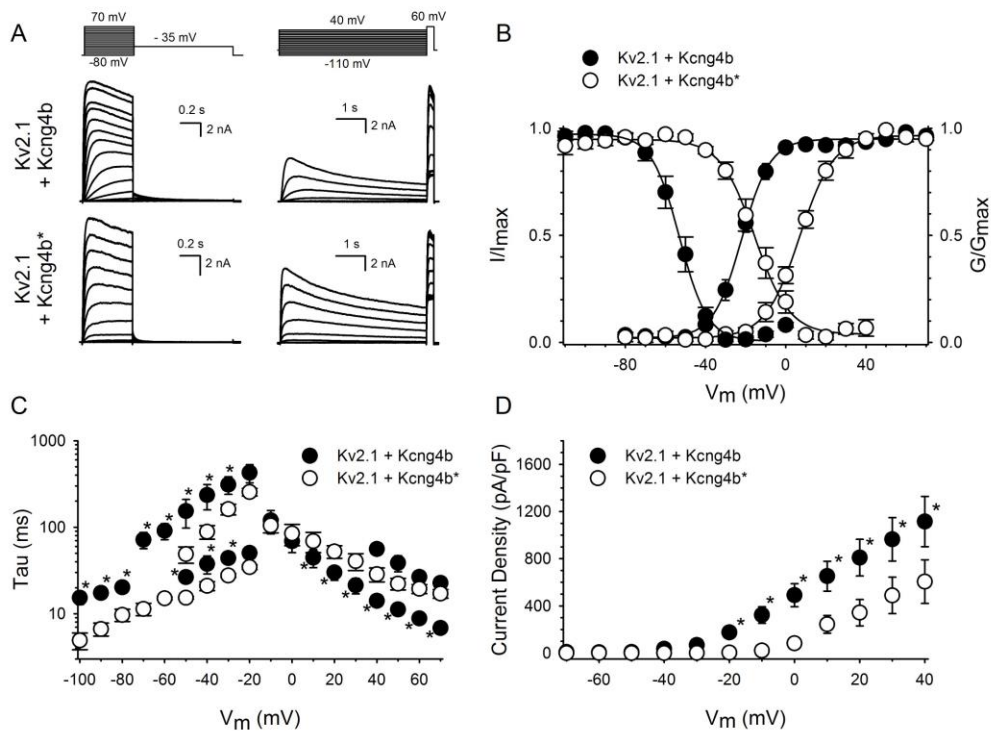 A
70 mV
- 35 mV
-80 mV
40 mV
60 mV
-110 mV
Kv2.1
+ Kcng4b
0.2 s
2 nA
1 s
2 nA
Kv2.1
+ Kcng4b*
0.2 s
2 nA
1 s
2 nA
B
Kv2.1 + Kcng4b
Kv2.1 + Kcng4b*
I/Imax
1.0
0.5
0.0
G/Gmax
1.0
0.5
0.0
-80 -40 0 40
Vm (mV)
C
Kv2.1 + Kcng4b
Kv2.1 + Kcng4b*
Tau (ms)
1000
100
10
* * * * * * * * * * * * * * * * * * *
-100 -80 -60 -40 -20 0 20 40 60
Vm (mV)
D
Kv2.1 + Kcng4b
Kv2.1 + Kcng4b*
Current Density (pA/pF)
1600
1200
800
400
0
* * * * * * *
-60 -40 -20 0 20 40
Vm (mV)